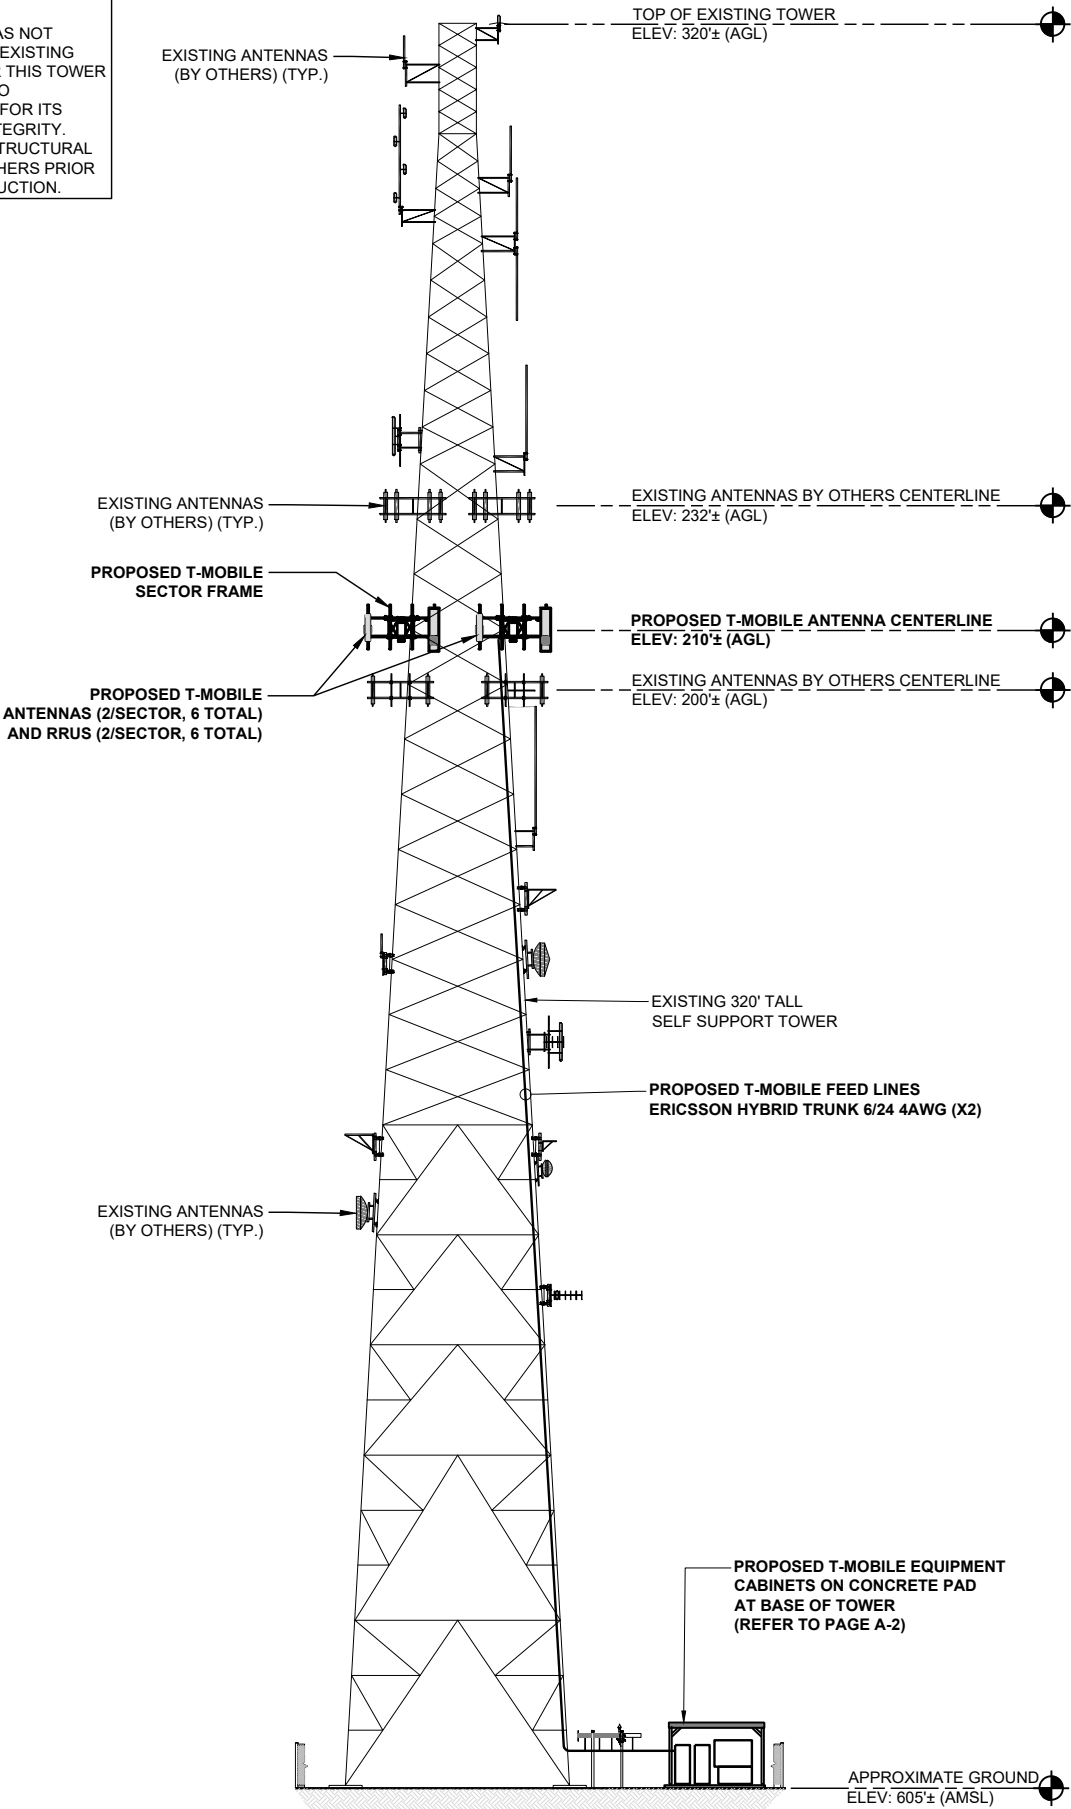 AS NOT
EXISTING
THIS TOWER
O
FOR ITS
TEGRITY.
TRUCTURAL
HERS PRIOR
UCTION.
TOP OF EXISTING TOWER
ELEV: 320'± (AGL)
EXISTING ANTENNAS
(BY OTHERS) (TYP.)
EXISTING ANTENNAS
(BY OTHERS) (TYP.)
EXISTING ANTENNAS BY OTHERS CENTERLINE
ELEV: 232'± (AGL)
PROPOSED T-MOBILE
SECTOR FRAME
PROPOSED T-MOBILE ANTENNA CENTERLINE
ELEV: 210'± (AGL)
EXISTING ANTENNAS BY OTHERS CENTERLINE
ELEV: 200'± (AGL)
PROPOSED T-MOBILE
ANTENNAS (2/SECTOR, 6 TOTAL)
AND RRUS (2/SECTOR, 6 TOTAL)
EXISTING 320' TALL
SELF SUPPORT TOWER
PROPOSED T-MOBILE FEED LINES
ERICSSON HYBRID TRUNK 6/24 4AWG (X2)
EXISTING ANTENNAS
(BY OTHERS) (TYP.)
PROPOSED T-MOBILE EQUIPMENT
CABINETS ON CONCRETE PAD
AT BASE OF TOWER
(REFER TO PAGE A-2)
APPROXIMATE GROUND
ELEV: 605'± (AMSL)